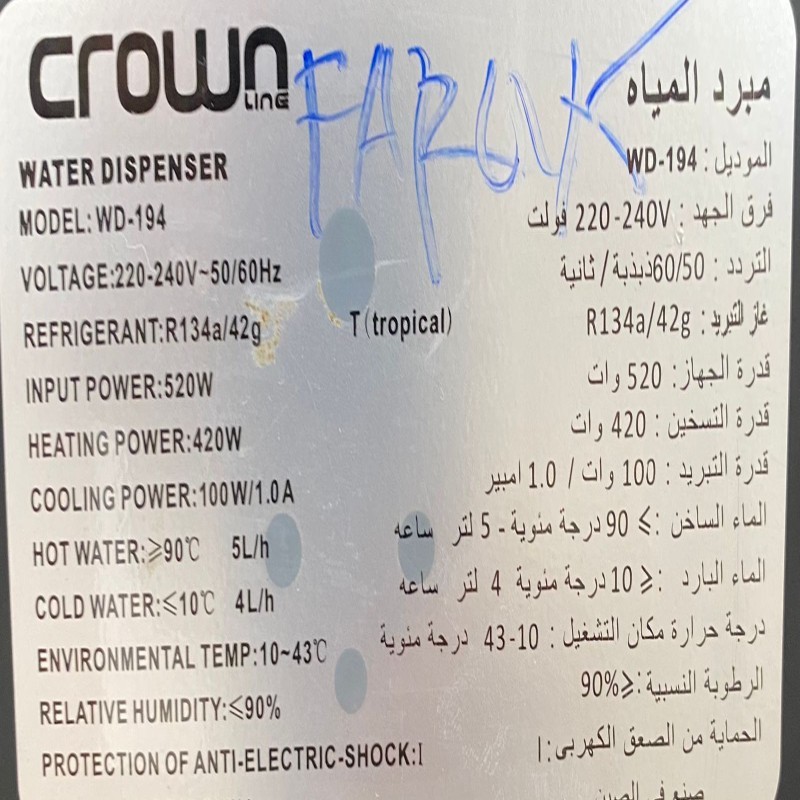 crown
LINE
FAROUK
مبرد المياه
WATER DISPENSER
الموديل : WD-194
MODEL: WD-194
فرق الجهد : 220-240V فولت
VOLTAGE:220-240V~50/60Hz
التردد : 60/50ذبذبة/ ثانية
REFRIGERANT:R134a/42g T(tropical)
غاز التبريد : R134a/42g
INPUT POWER:520W
قدرة الجهاز: 520 وات
HEATING POWER:420W
قدرة التسخين : 420 وات
COOLING POWER:100W/1.0A
قدرة التبريد : 100 وات / 1.0 امبير
HOT WATER:≥90℃ 5L/h
الماء الساخن :≥ 90 درجة مئوية - 5 لتر ساعه
COLD WATER:≤10℃ 4L/h
الماء البارد :≤ 10 درجة مئوية 4 لتر ساعه
ENVIRONMENTAL TEMP:10~43℃
درجة حرارة مكان التشغيل : 10-43 درجة مئوية
RELATIVE HUMIDITY:≤90%
الرطوبة النسبية :≤90%
PROTECTION OF ANTI-ELECTRIC-SHOCK:I
الحماية من الصعق الكهربى: I
صنع في الصين